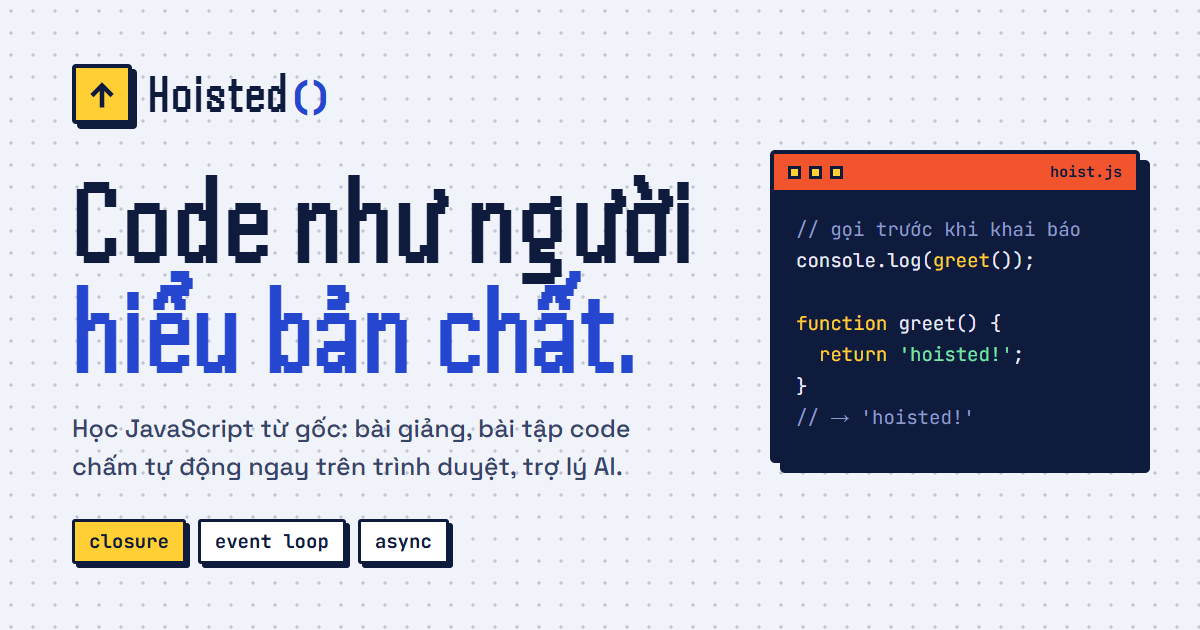 ↑ Hoisted()
Code như người
hiểu bản chất.
Học JavaScript từ gốc: bài giảng, bài tập code
chấm tự động ngay trên trình duyệt, trợ lý AI.
closure
event loop
async
hoist.js
// gọi trước khi khai báo
console.log(greet());
function greet() {
  return 'hoisted!';
}
// → 'hoisted!'